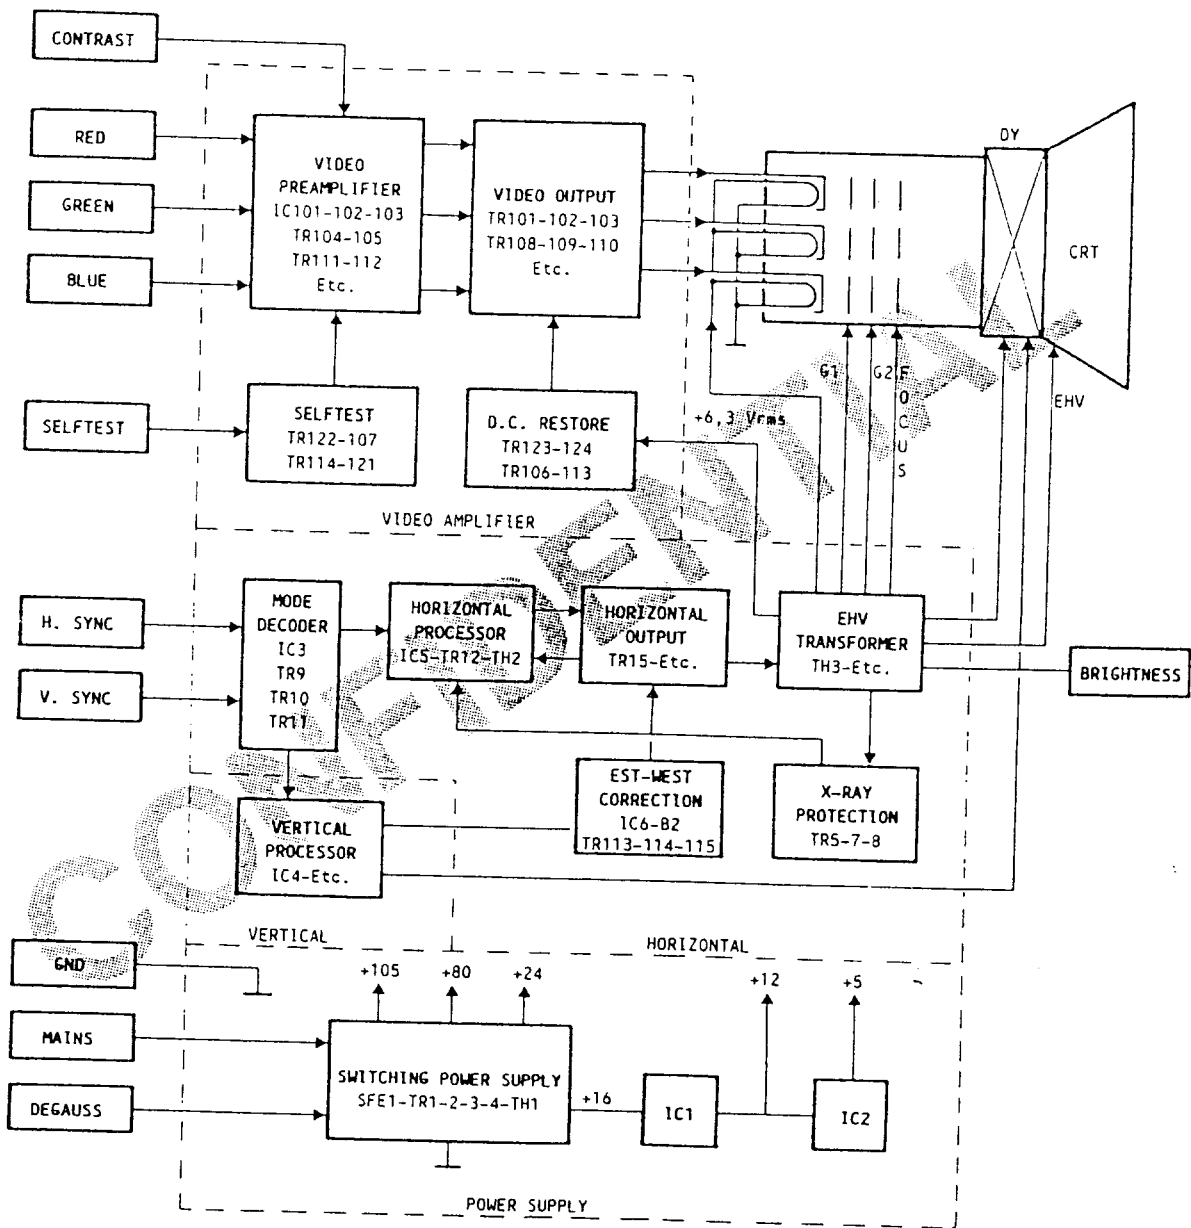 CONTRAST
RED
GREEN
BLUE
SELFTEST
VIDEO
PREAMPLIFIER
IC101-102-103
TR104-105
TR111-112
Etc.
VIDEO OUTPUT
TR101-102-103
TR108-109-110
Etc.
SELFTEST
TR122-107
TR114-121
D.C. RESTORE
TR123-124
TR106-113
VIDEO AMPLIFIER
DY
CRT
G1
G2
FOCUS
EHV
+6,3 Vrms
H. SYNC
V. SYNC
MODE
DECODER
IC3
TR9
TR10
TR11
HORIZONTAL
PROCESSOR
IC5-TR12-TH2
HORIZONTAL
OUTPUT
TR15-Etc.
EHV
TRANSFORMER
TH3-Etc.
BRIGHTNESS
VERTICAL
PROCESSOR
IC4-Etc.
EST-WEST
CORRECTION
IC6-B2
TR113-114-115
X-RAY
PROTECTION
TR5-7-8
VERTICAL
HORIZONTAL
GND
MAINS
DEGAUSS
+105
+80
+24
+12
+5
SWITCHING POWER SUPPLY
SFE1-TR1-2-3-4-TH1
+16
IC1
IC2
POWER SUPPLY
CONFIDENTIAL